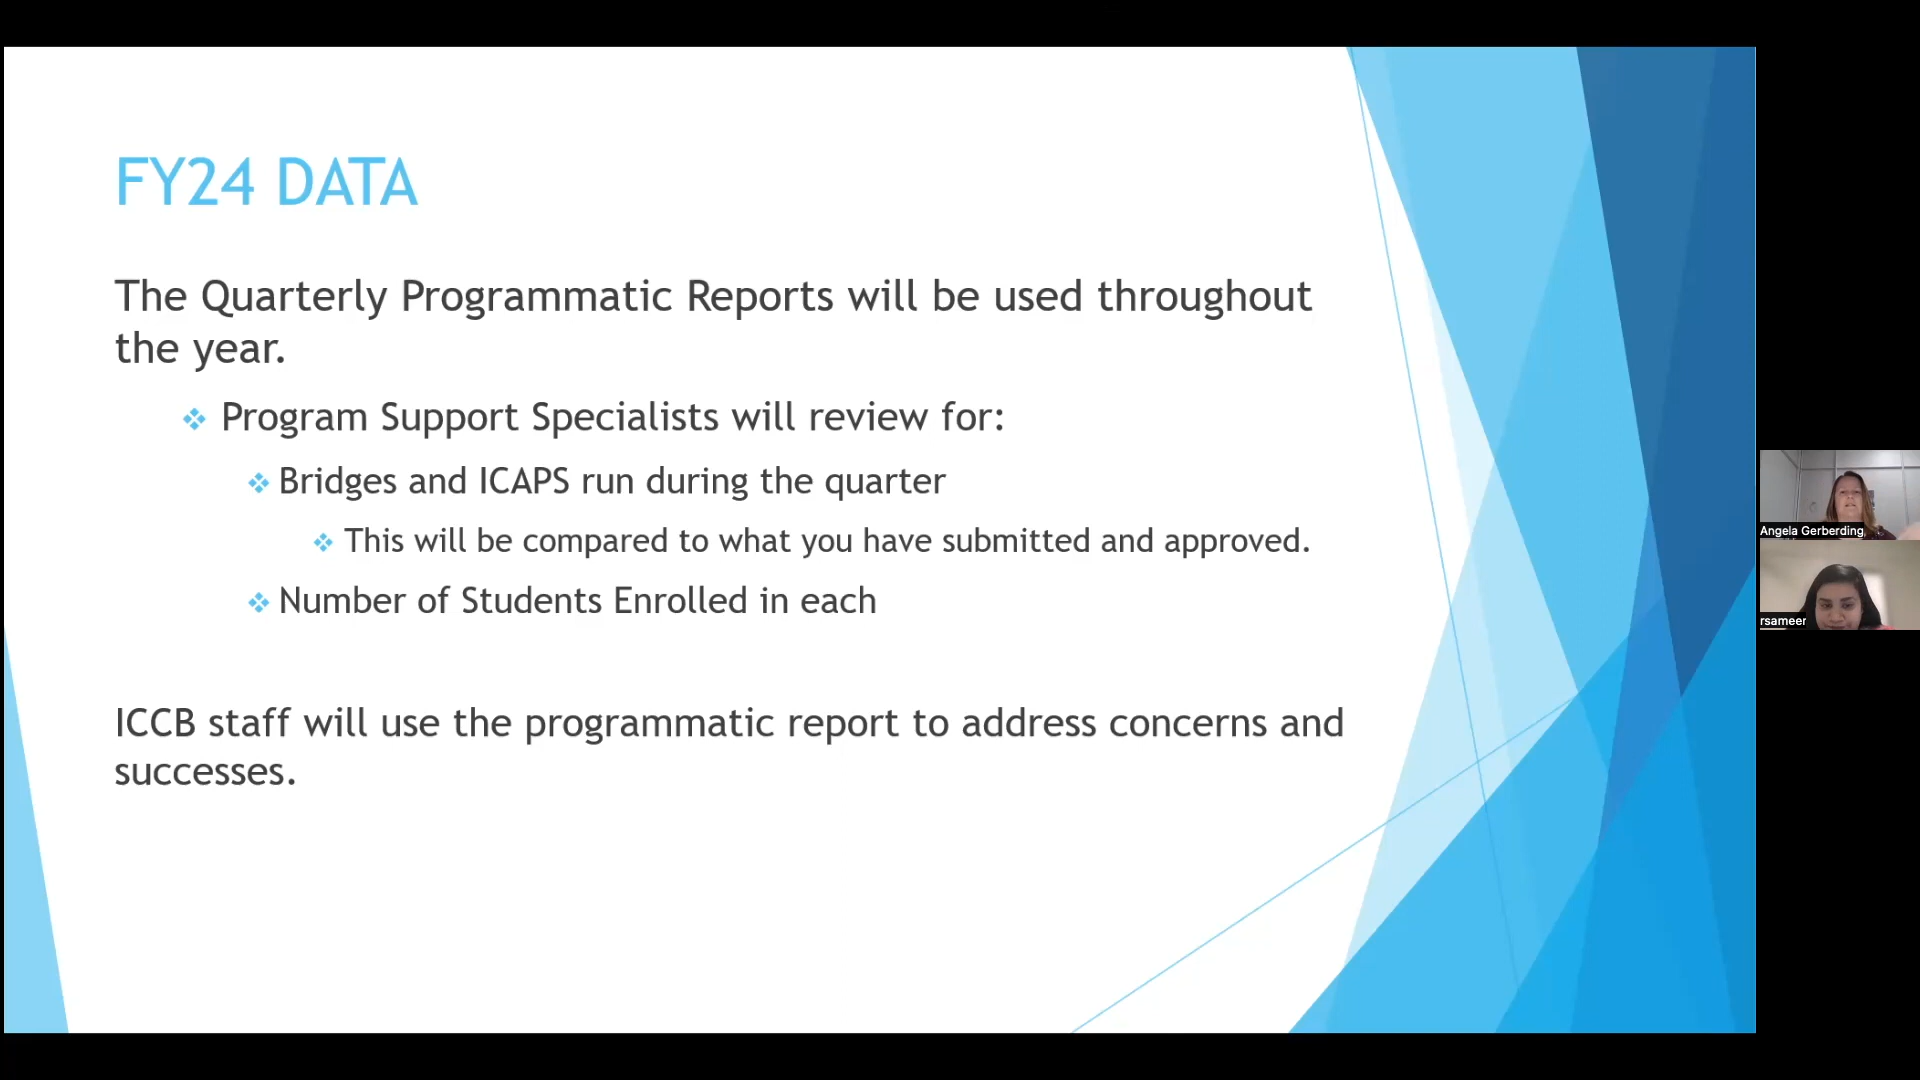 FY24 DATA
The Quarterly Programmatic Reports will be used throughout
the year.
Program Support Specialists will review for:
Bridges and ICAPS run during the quarter
This will be compared to what you have submitted and approved.
Number of Students Enrolled in each
ICCB staff will use the programmatic report to address concerns and
successes.
Angela Gerberding
rsameer